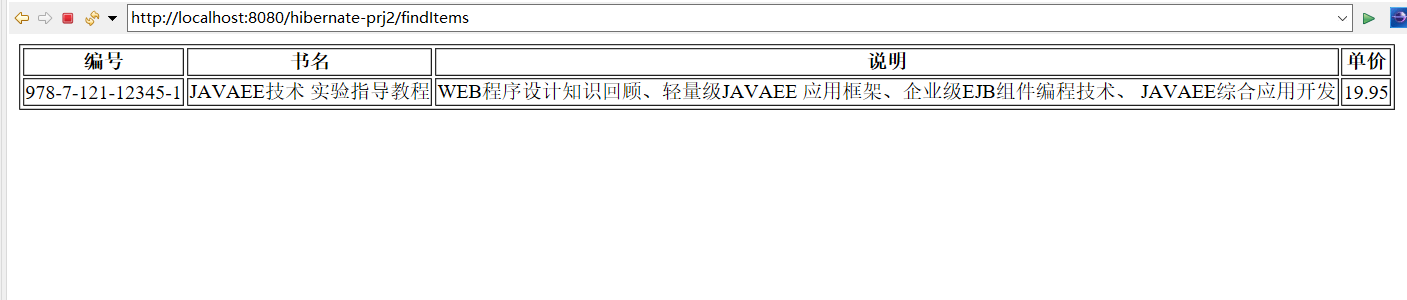 http://localhost:8080/hibernate-prj2/findItems
编号 书名 说明 单价
978-7-121-12345-1 JAVAEE技术 实验指导教程 WEB程序设计知识回顾、轻量级JAVAEE 应用框架、企业级EJB组件编程技术、 JAVAEE综合应用开发 19.95